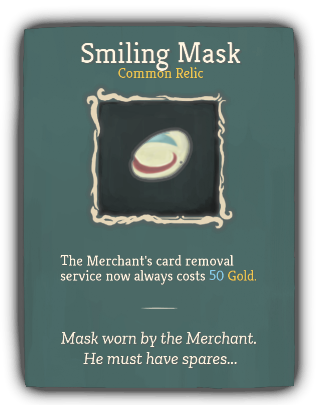 Smiling Mask
Common Relic
The Merchant's card removal
service now always costs 50 Gold.
Mask worn by the Merchant.
He must have spares...